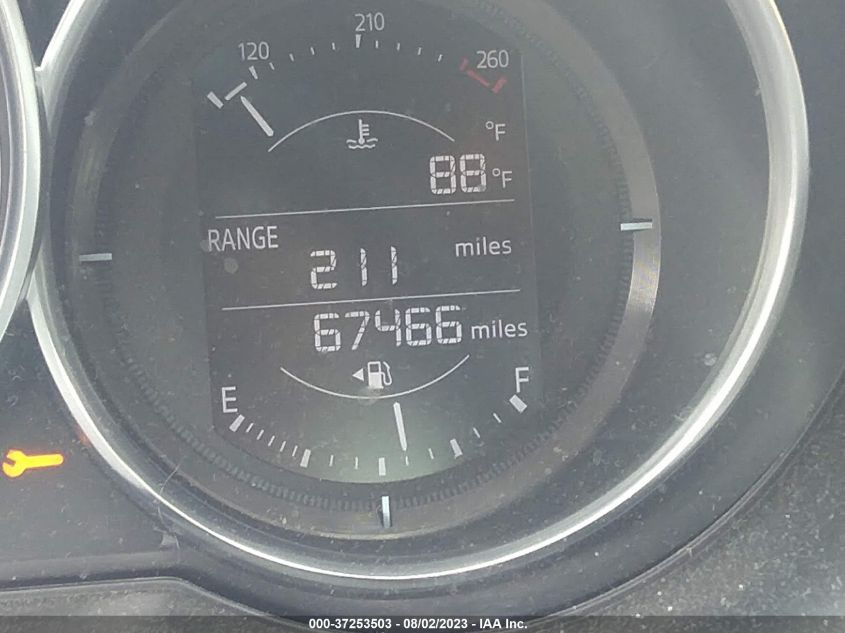 210
120
260
°F
88 °F
RANGE
211 miles
67466 miles
E F
000-37253503 - 08/02/2023 - IAA Inc.